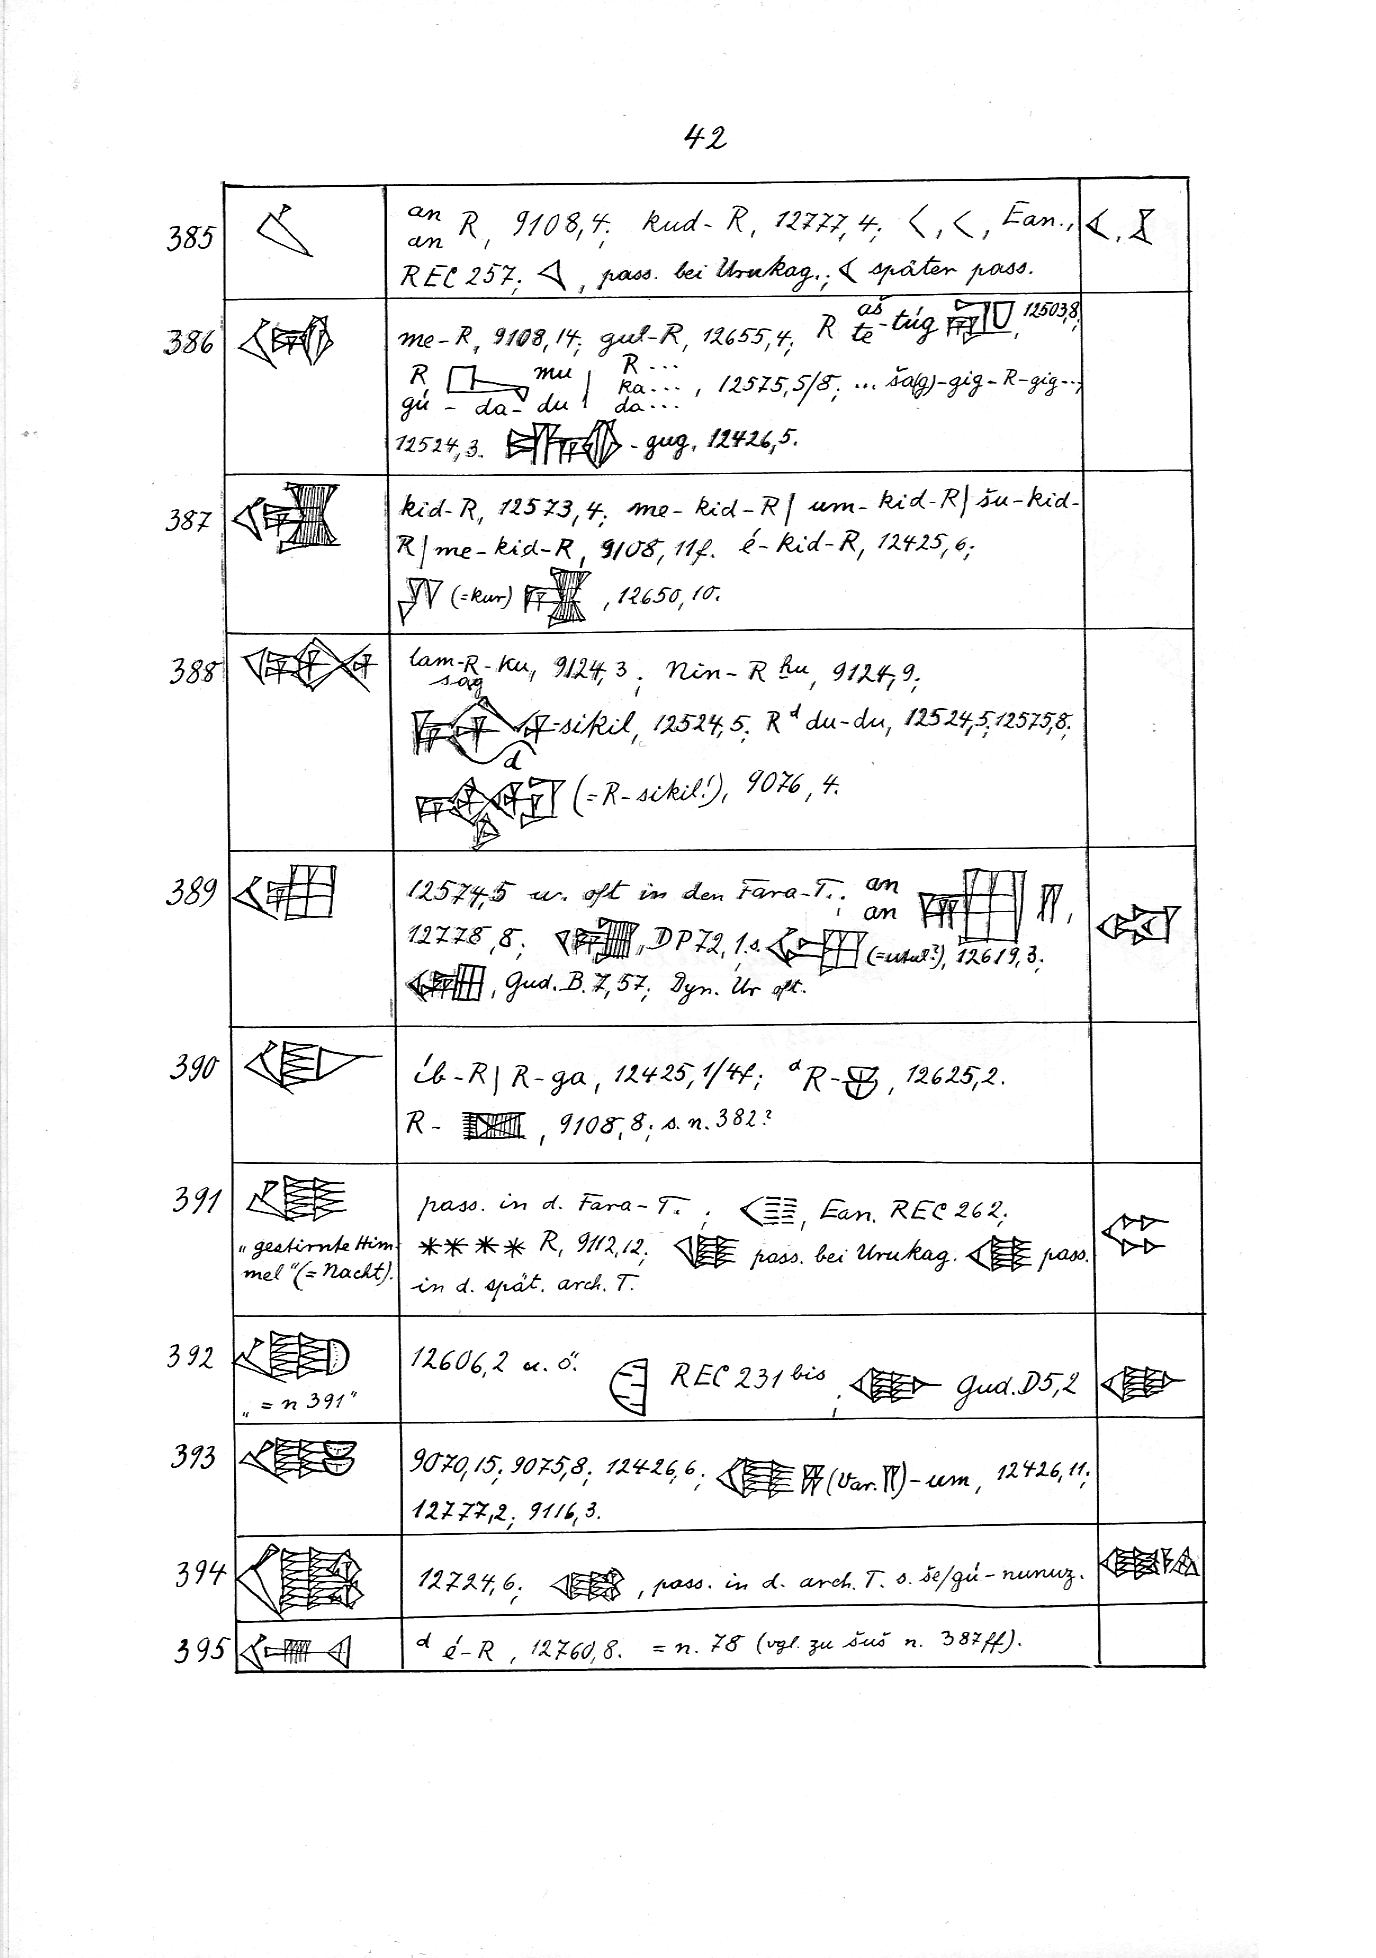 42
385
an R, 9108,4; kud-R, 12777,4; Ean.,
an
REC 257; pass. bei Urukag.; später pass.
386
me-R, 9108,14; gul-R, 12655,4; R aš te-túg 12503,8;
R mu | R...
gú-da-du | ka... , 12575,5/8; ... ša(g)-gig-R-gig...,
da...
12524,3. -gug, 12426,5.
387
kid-R, 12573,4; me-kid-R| um-kid-R| šu-kid-
R| me-kid-R, 9108,11f. é-kid-R, 12425,6;
(=kur) , 12650,10.
388
lam-R-ku, 9124,3; Nin-R ḫu, 9124,9;
sag
-sikil, 12524,5; R d du-du, 12524,5; 12575,8;
d
(=R-sikil!), 9076,4.
389
12574,5 u. oft in den Fara-T.; an
an
12778,8; , DP 72,1, s. 12619,3;
, Gud. B. 7,57; Dyn. Ur oft.
390
íb-R| R-ga, 12425,1/4f; d R- , 12625,2.
R- , 9108,8; s. n. 382?
391
pass. in d. Fara-T.; , Ean. REC 262;
"gestirnte Him-
mel" (=Nacht).
**** R, 9112,12; pass. bei Urukag. pass.
in d. spät. arch. T.
392
12606,2 u. ö. REC 231 bis; Gud. D 5,2
"= n 391"
393
9070,15; 9075,8; 12426,6; (Var. )-um, 12426,11;
12777,2; 9116,3.
394
12724,6; , pass. in d. arch. T. s. še/gú-nunuz.
395
d é-R, 12760,8. = n. 78 (vgl. zu šuš n. 387ff).